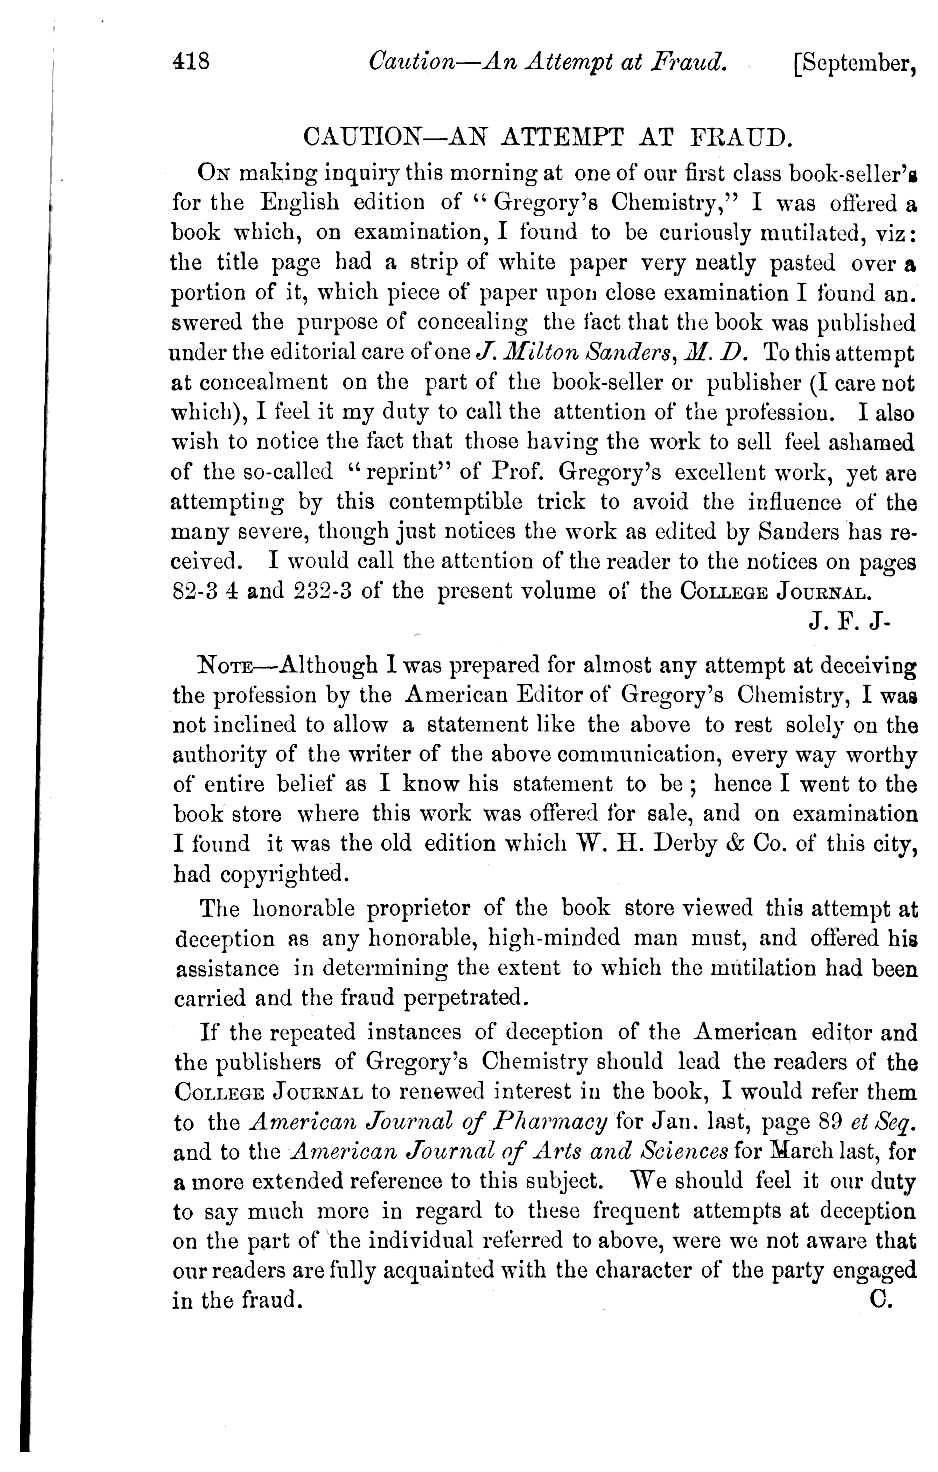 418 Caution—An Attempt at Fraud. [September,
CAUTION—AN ATTEMPT AT FRAUD.
ON making inquiry this morning at one of our first class book-seller's
for the English edition of "Gregory's Chemistry," I was offered a
book which, on examination, I found to be curiously mutilated, viz:
the title page had a strip of white paper very neatly pasted over a
portion of it, which piece of paper upon close examination I found an.
swered the purpose of concealing the fact that the book was published
under the editorial care of one J. Milton Sanders, M. D. To this attempt
at concealment on the part of the book-seller or publisher (I care not
which), I feel it my duty to call the attention of the profession. I also
wish to notice the fact that those having the work to sell feel ashamed
of the so-called "reprint" of Prof. Gregory's excellent work, yet are
attempting by this contemptible trick to avoid the influence of the
many severe, though just notices the work as edited by Sanders has re-
ceived. I would call the attention of the reader to the notices on pages
82-3 4 and 232-3 of the present volume of the COLLEGE JOURNAL.
J. F. J-
NOTE—Although I was prepared for almost any attempt at deceiving
the profession by the American Editor of Gregory's Chemistry, I was
not inclined to allow a statement like the above to rest solely on the
authority of the writer of the above communication, every way worthy
of entire belief as I know his statement to be; hence I went to the
book store where this work was offered for sale, and on examination
I found it was the old edition which W. H. Derby & Co. of this city,
had copyrighted.
The honorable proprietor of the book store viewed this attempt at
deception as any honorable, high-minded man must, and offered his
assistance in determining the extent to which the mutilation had been
carried and the fraud perpetrated.
If the repeated instances of deception of the American editor and
the publishers of Gregory's Chemistry should lead the readers of the
COLLEGE JOURNAL to renewed interest in the book, I would refer them
to the American Journal of Pharmacy for Jan. last, page 89 et Seq.
and to the American Journal of Arts and Sciences for March last, for
a more extended reference to this subject. We should feel it our duty
to say much more in regard to these frequent attempts at deception
on the part of the individual referred to above, were we not aware that
our readers are fully acquainted with the character of the party engaged
in the fraud. C.